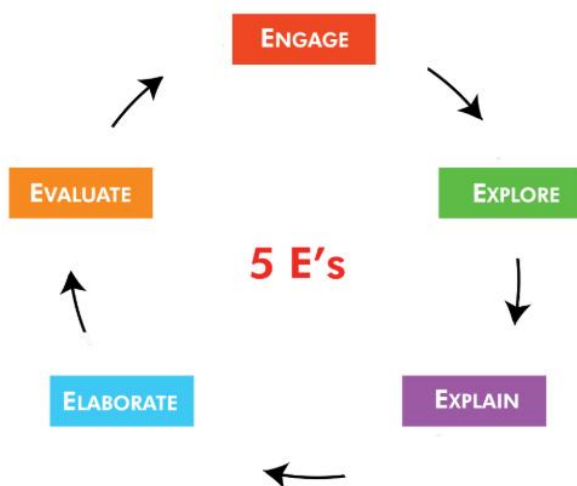 ENGAGE
EXPLORE
EXPLAIN
ELABORATE
EVALUATE
5 E's